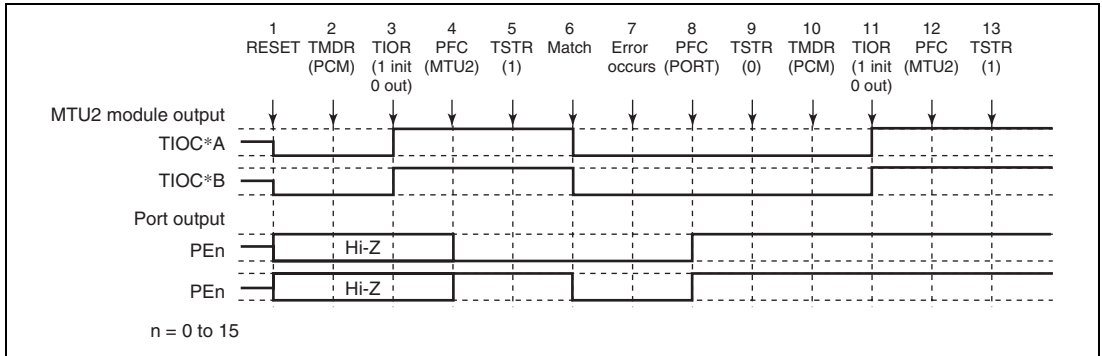 1 2 3 4 5 6 7 8 9 10 11 12 13
RESET TMDR TIOR PFC TSTR Match Error PFC TSTR TMDR TIOR PFC TSTR
(PCM) (1 init (MTU2) (1) occurs (PORT) (0) (PCM) (1 init (MTU2) (1)
0 out) 0 out)
MTU2 module output
TIOC*A
TIOC*B
Port output
PEn Hi-Z
PEn Hi-Z
n = 0 to 15